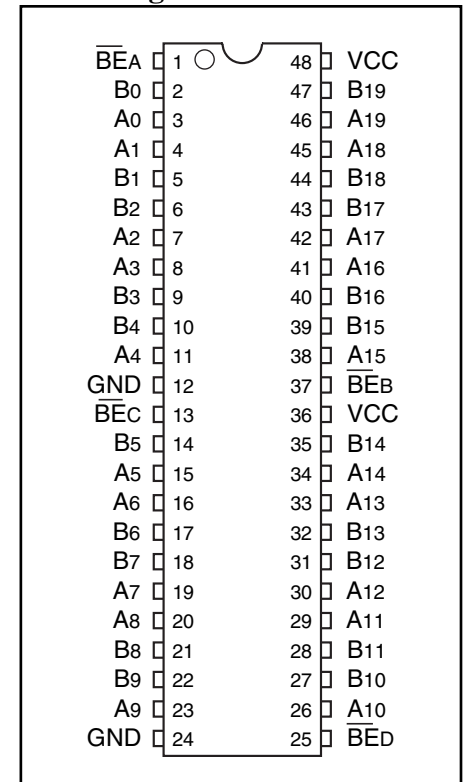 B̅E̅A 1 48 VCC
B0 2 47 B19
A0 3 46 A19
A1 4 45 A18
B1 5 44 B18
B2 6 43 B17
A2 7 42 A17
A3 8 41 A16
B3 9 40 B16
B4 10 39 B15
A4 11 38 A15
GND 12 37 B̅E̅B
B̅E̅C 13 36 VCC
B5 14 35 B14
A5 15 34 A14
A6 16 33 A13
B6 17 32 B13
B7 18 31 B12
A7 19 30 A12
A8 20 29 A11
B8 21 28 B11
B9 22 27 B10
A9 23 26 A10
GND 24 25 B̅E̅D